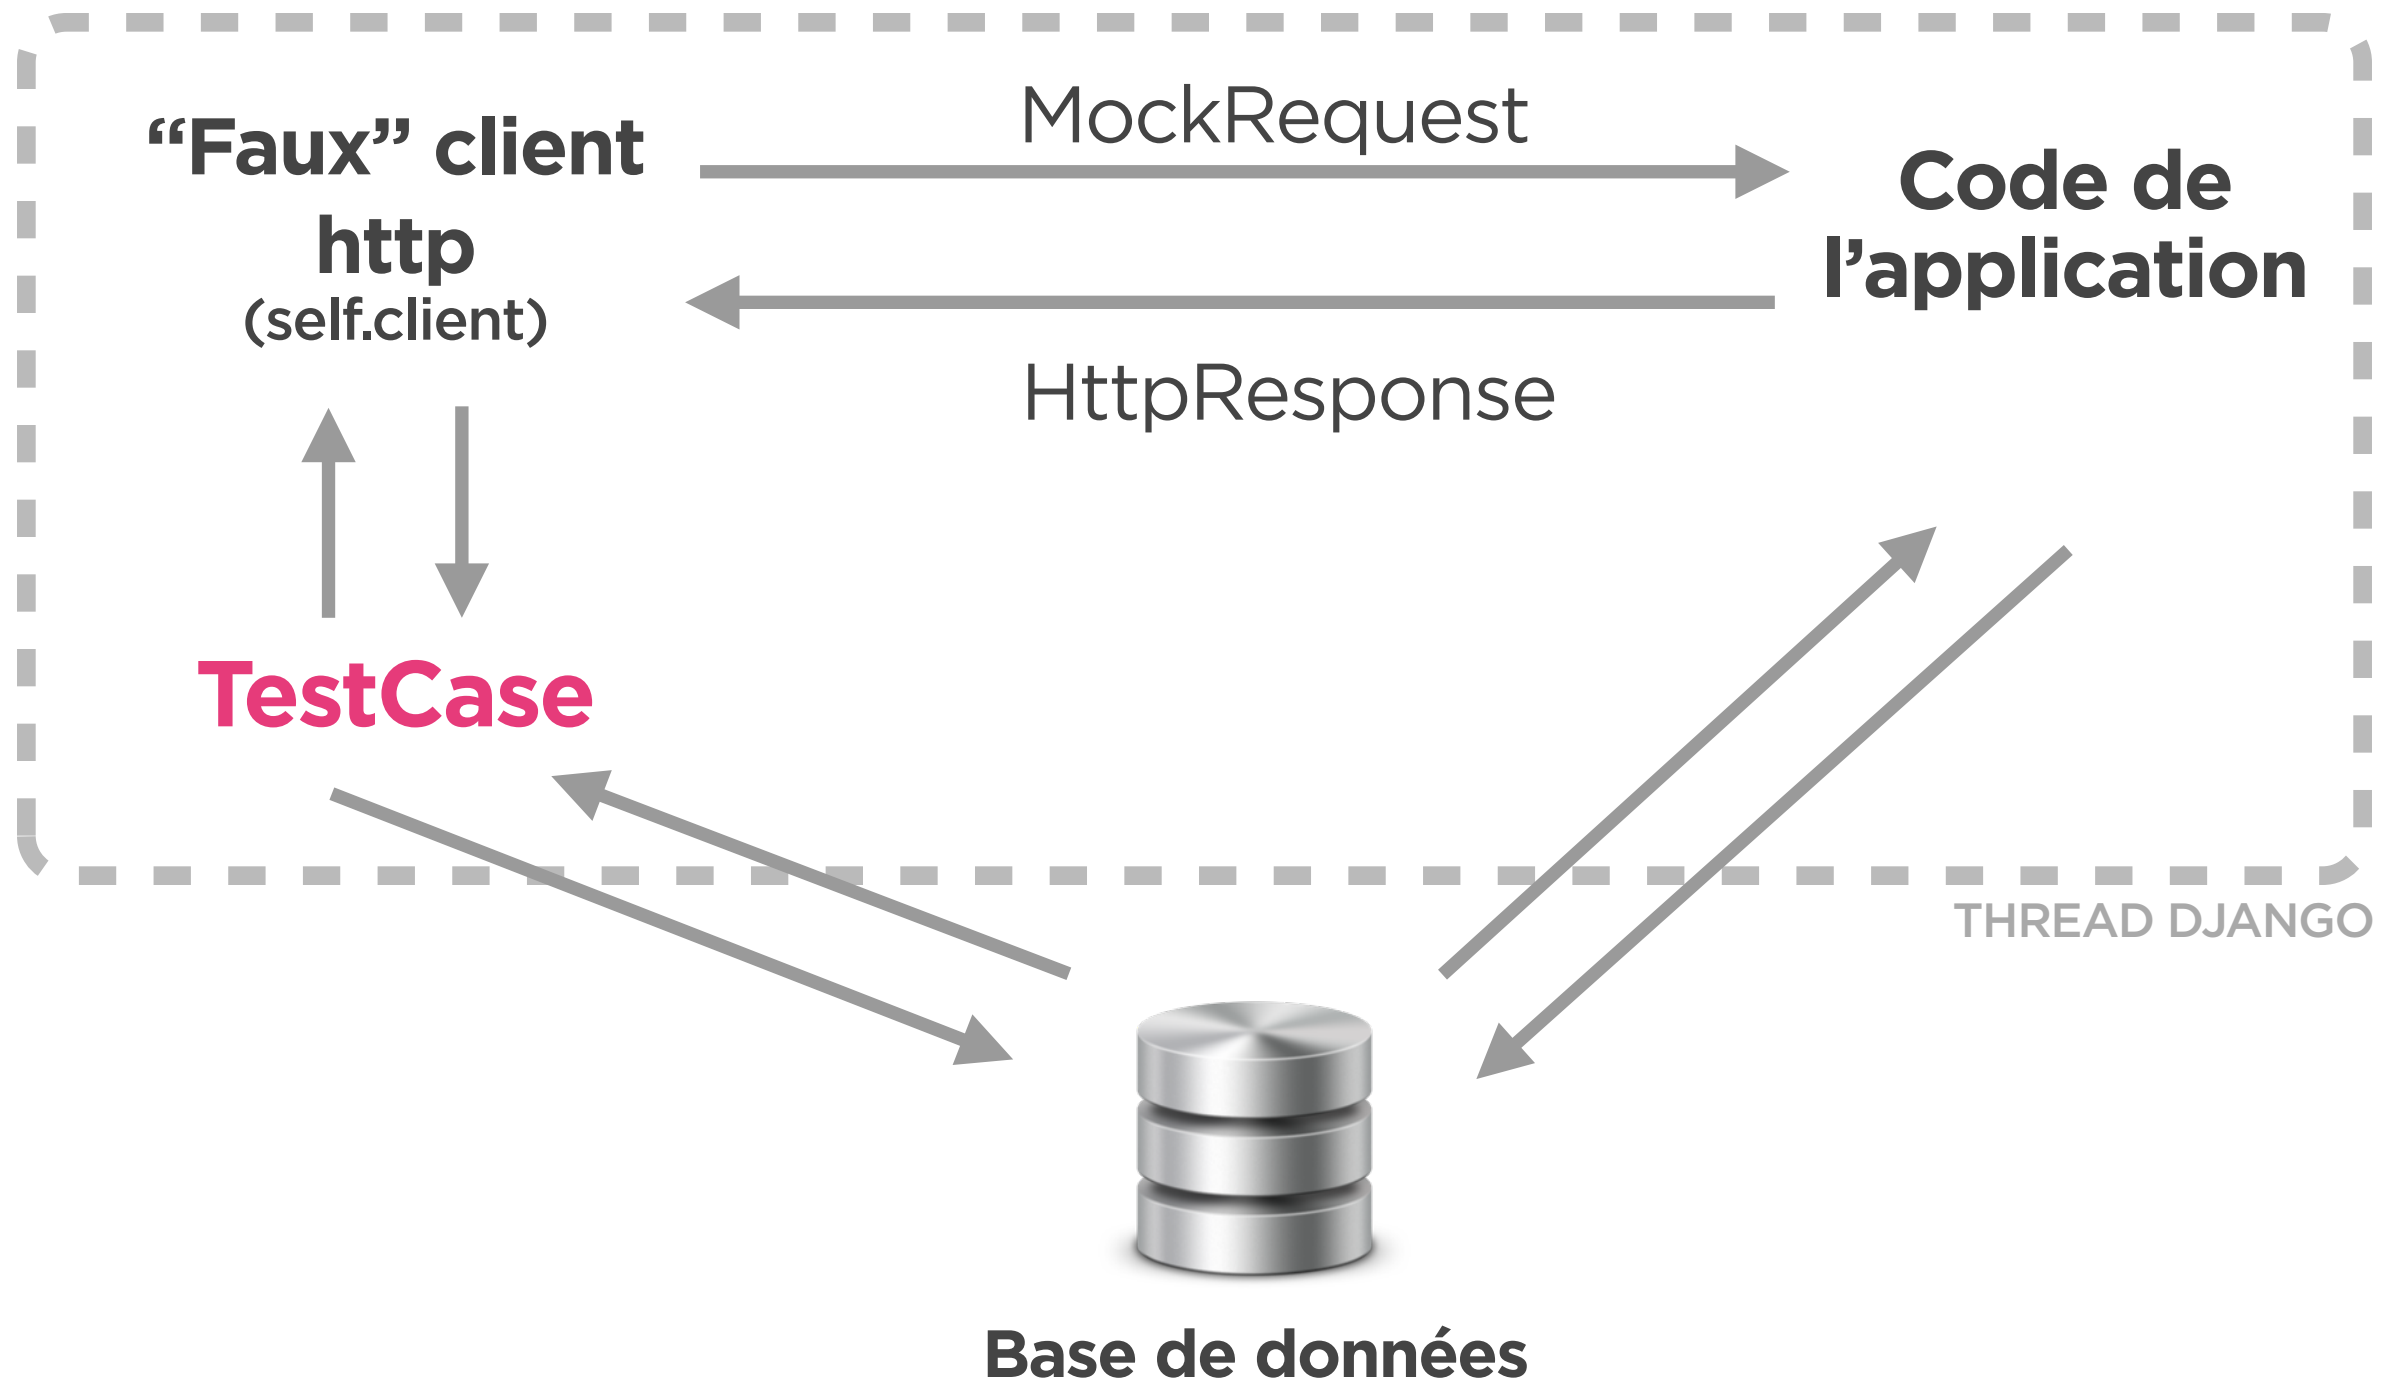 MockRequest
“Faux” client
http
(self.client)
Code de
l’application
HttpResponse
TestCase
THREAD DJANGO
Base de données